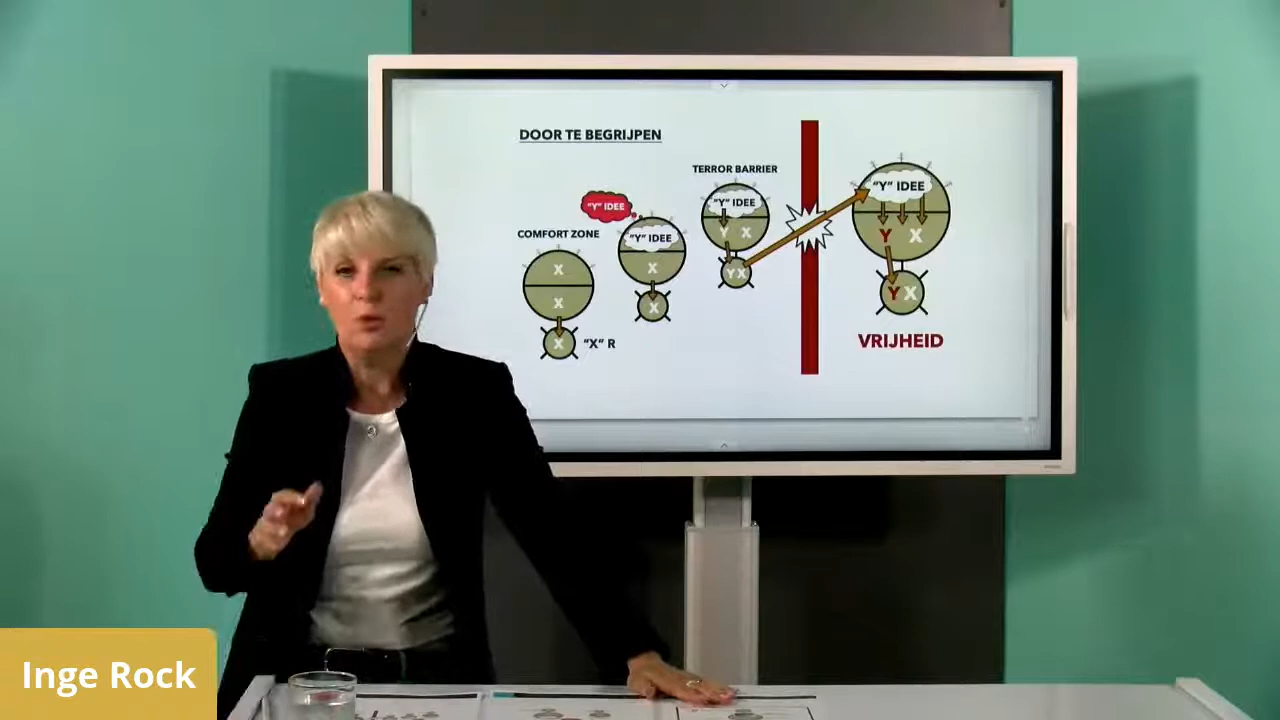 DOOR TE BEGRIJPEN
TERROR BARRIER
"Y" IDEE
"Y" IDEE
"Y" IDEE
"Y" IDEE
COMFORT ZONE
X
X
X
"X" R
X
X
Y X
Y X
Y X
Y X
VRIJHEID
Inge Rock